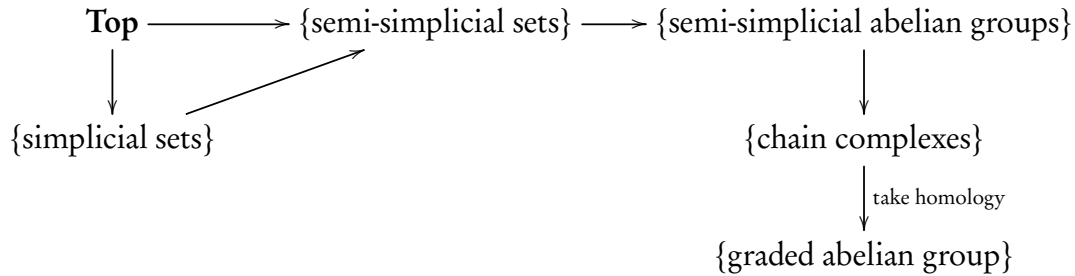 Top {semi-simplicial sets} {semi-simplicial abelian groups}
{simplicial sets} {chain complexes}
take homology
{graded abelian group}